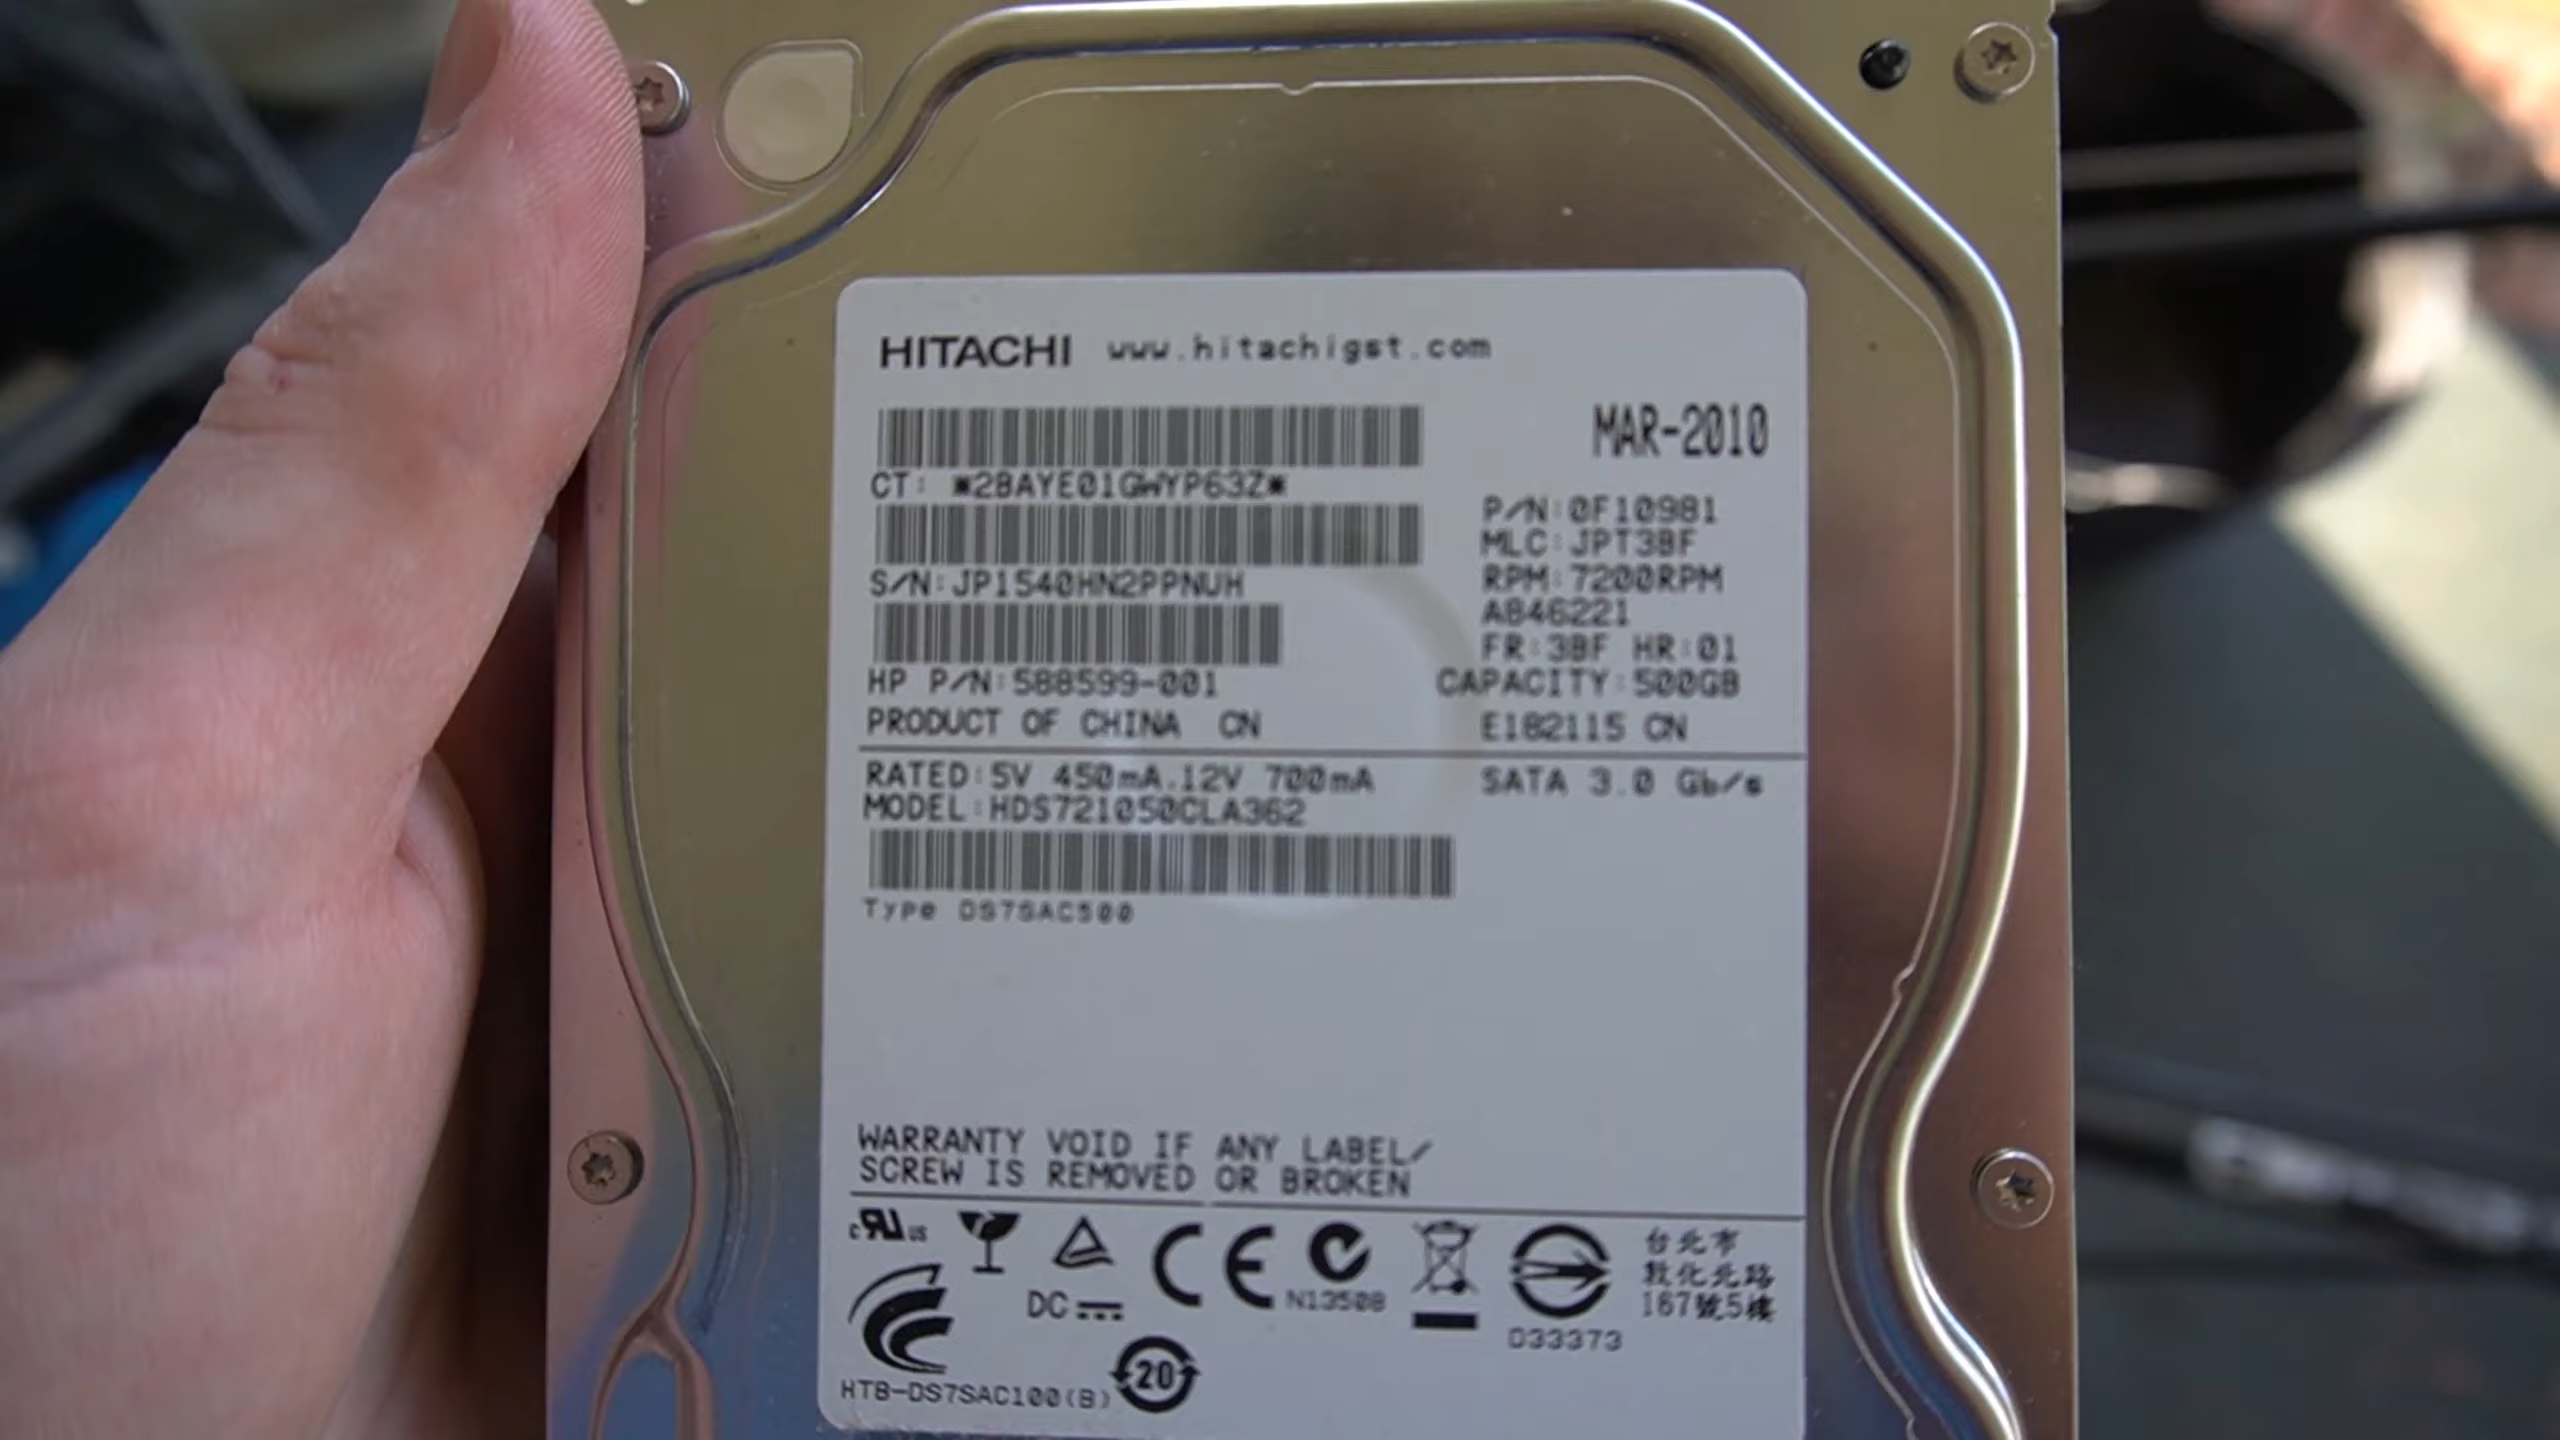 HITACHI www.hitachigst.com
MAR-2010
CT: *2BAYE01GWYP63Z*
P/N:0F10981
MLC:JPT3BF
S/N:JP1540HN2PPNUH
RPM:7200RPM
A846221
FR:3BF HR:01
HP P/N:588599-001
CAPACITY:500GB
PRODUCT OF CHINA CN
E182115 CN
RATED:5V 450mA.12V 700mA
SATA 3.0 Gb/s
MODEL:HDS721050CLA362
Type DS7SAC500
WARRANTY VOID IF ANY LABEL/
SCREW IS REMOVED OR BROKEN
c RU us
DC
CE
N13508
D33373
台北市
敦化北路
167號5樓
20
HTB-DS7SAC100(B)